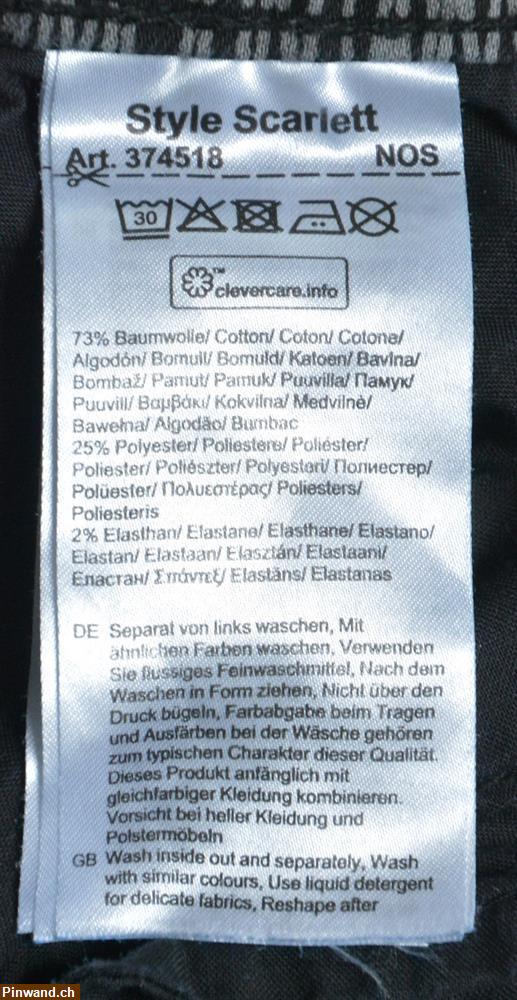 Style Scarlett
Art. 374518 NOS
30
clevercare.info
73% Baumwolle/ Cotton/ Coton/ Cotone/
Algodón/ Bomull/ Bomuld/ Katoen/ Bavlna/
Bombaž/ Pamut/ Pamuk/ Puuvilla/ Памук/
Puuvill/ Βαμβάκι/ Kokvilna/ Medvilnė/
Bawełna/ Algodão/ Bumbac
25% Polyester/ Poliestere/ Poliéster/
Poliester/ Poliészter/ Polyesteri/ Полиестер/
Polüester/ Πολυεστέρας/ Poliesters/
Poliesteris
2% Elasthan/ Elastane/ Elasthane/ Elastano/
Elastan/ Elastaan/ Elasztán/ Elastaani/
Еластан/ Σπάντεξ/ Elastāns/ Elastanas
DE Separat von links waschen, Mit
ähnlichen Farben waschen, Verwenden
Sie flüssiges Feinwaschmittel, Nach dem
Waschen in Form ziehen, Nicht über den
Druck bügeln, Farbabgabe beim Tragen
und Ausfärben bei der Wäsche gehören
zum typischen Charakter dieser Qualität.
Dieses Produkt anfänglich mit
gleichfarbiger Kleidung kombinieren.
Vorsicht bei heller Kleidung und
Polstermöbeln
GB Wash inside out and separately, Wash
with similar colours, Use liquid detergent
for delicate fabrics, Reshape after
Pinwand.ch